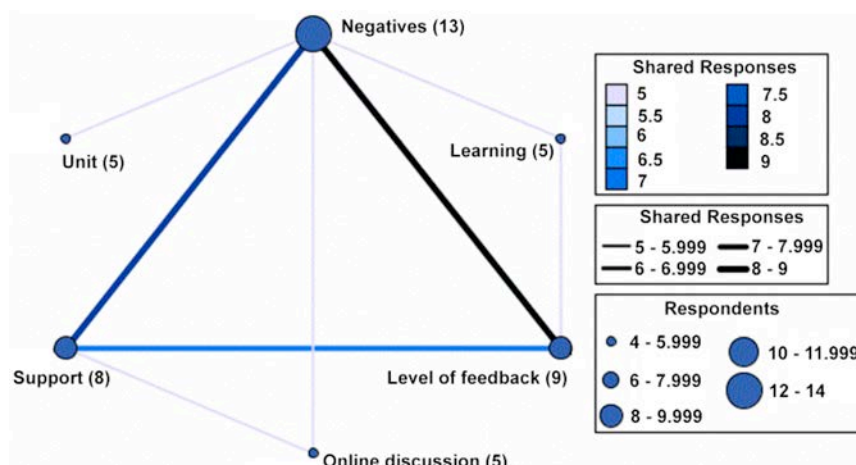 Negatives (13)
Unit (5)
Learning (5)
Support (8)
Level of feedback (9)
Online discussion (5)
Shared Responses
5
5.5
6
6.5
7
7.5
8
8.5
9
Shared Responses
5 - 5.999
6 - 6.999
7 - 7.999
8 - 9
Respondents
4 - 5.999
6 - 7.999
8 - 9.999
10 - 11.999
12 - 14